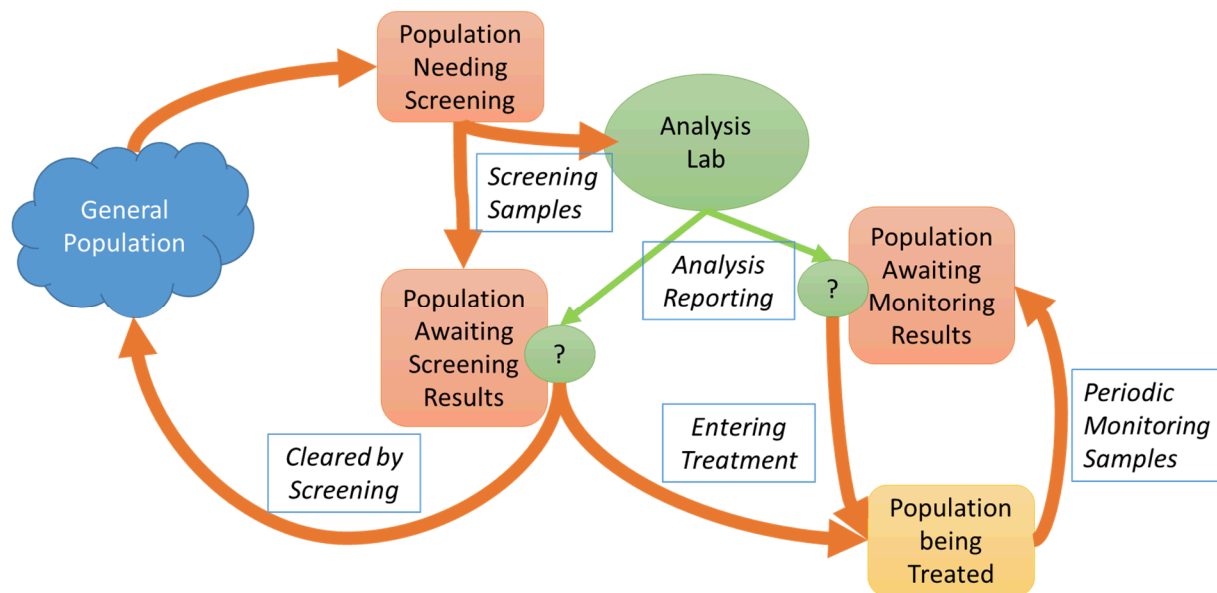 Population
Needing
Screening
Analysis
Lab
Screening
Samples
General
Population
Population
Awaiting
Monitoring
Results
Analysis
Reporting
?
Population
Awaiting
Screening
Results
?
Periodic
Monitoring
Samples
Entering
Treatment
Cleared by
Screening
Population
being
Treated